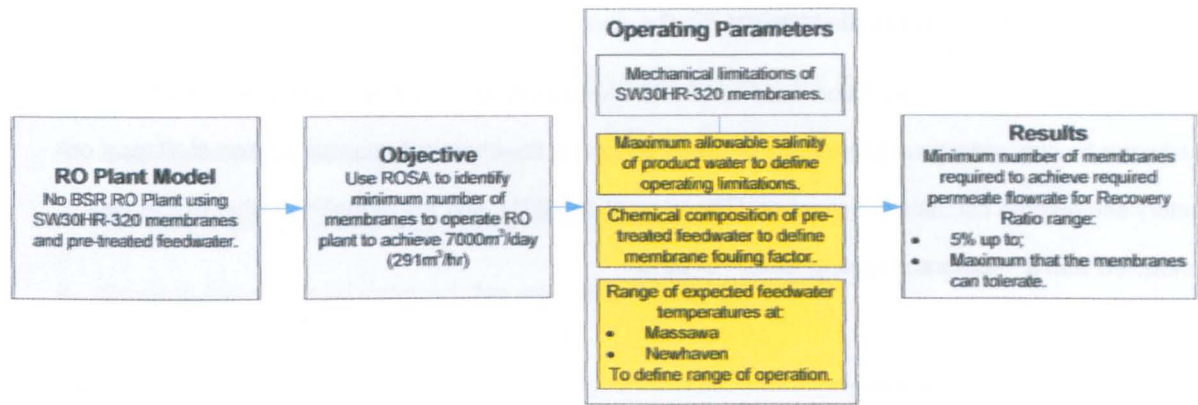 RO Plant Model
No BSR RO Plant using
SW30HR-320 membranes
and pre-treated feedwater.
Objective
Use ROSA to identify
minimum number of
membranes to operate RO
plant to achieve 7000m³/day
(291m³/hr)
Operating Parameters
Mechanical limitations of
SW30HR-320 membranes.
Maximum allowable salinity
of product water to define
operating limitations.
Chemical composition of pre-
treated feedwater to define
membrane fouling factor.
Range of expected feedwater
temperatures at:
• Massawa
• Newhaven
To define range of operation.
Results
Minimum number of membranes
required to achieve required
permeate flowrate for Recovery
Ratio range:
• 5% up to;
• Maximum that the membranes
can tolerate.